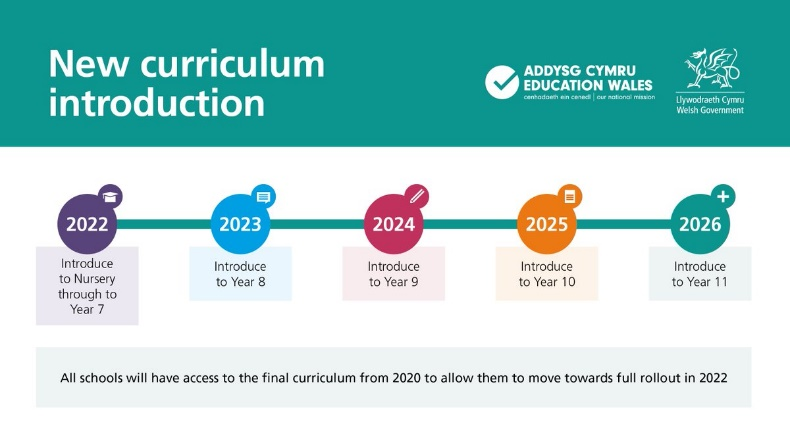 New curriculum
introduction
ADDYSG CYMRU
EDUCATION WALES
cenhadaeth ein cenedl | our national mission
Llywodraeth Cymru
Welsh Government
2022
2023
2024
2025
2026
Introduce
to Nursery
through to
Year 7
Introduce
to Year 8
Introduce
to Year 9
Introduce
to Year 10
Introduce
to Year 11
All schools will have access to the final curriculum from 2020 to allow them to move towards full rollout in 2022